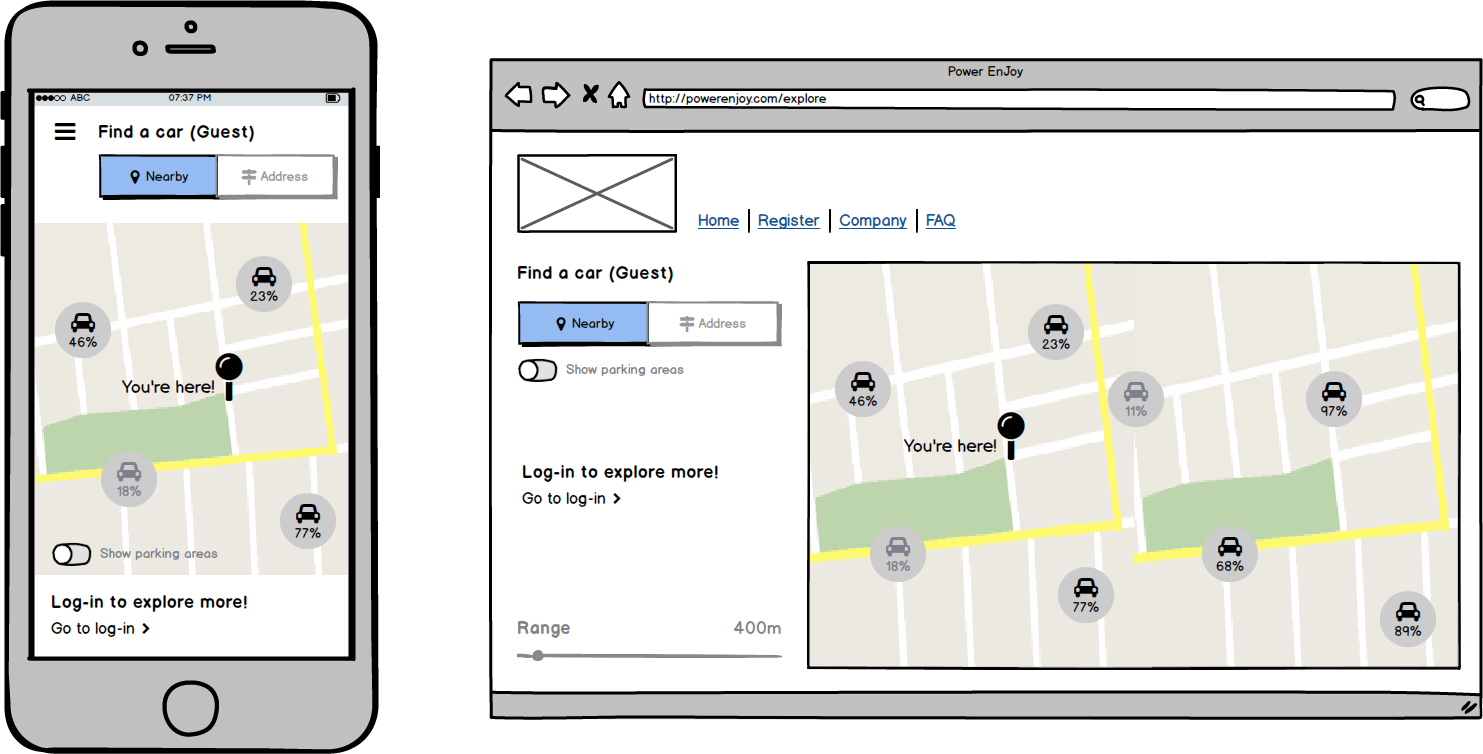 ABC 07:37 PM
Find a car (Guest)
Nearby Address
23%
46%
You're here!
18%
77%
Show parking areas
Log-in to explore more!
Go to log-in
Power EnJoy
http://powerenjoy.com/explore
Home Register Company FAQ
Find a car (Guest)
Nearby Address
Show parking areas
Log-in to explore more!
Go to log-in
Range 400m
23%
46%
11%
97%
You're here!
18%
68%
77%
89%